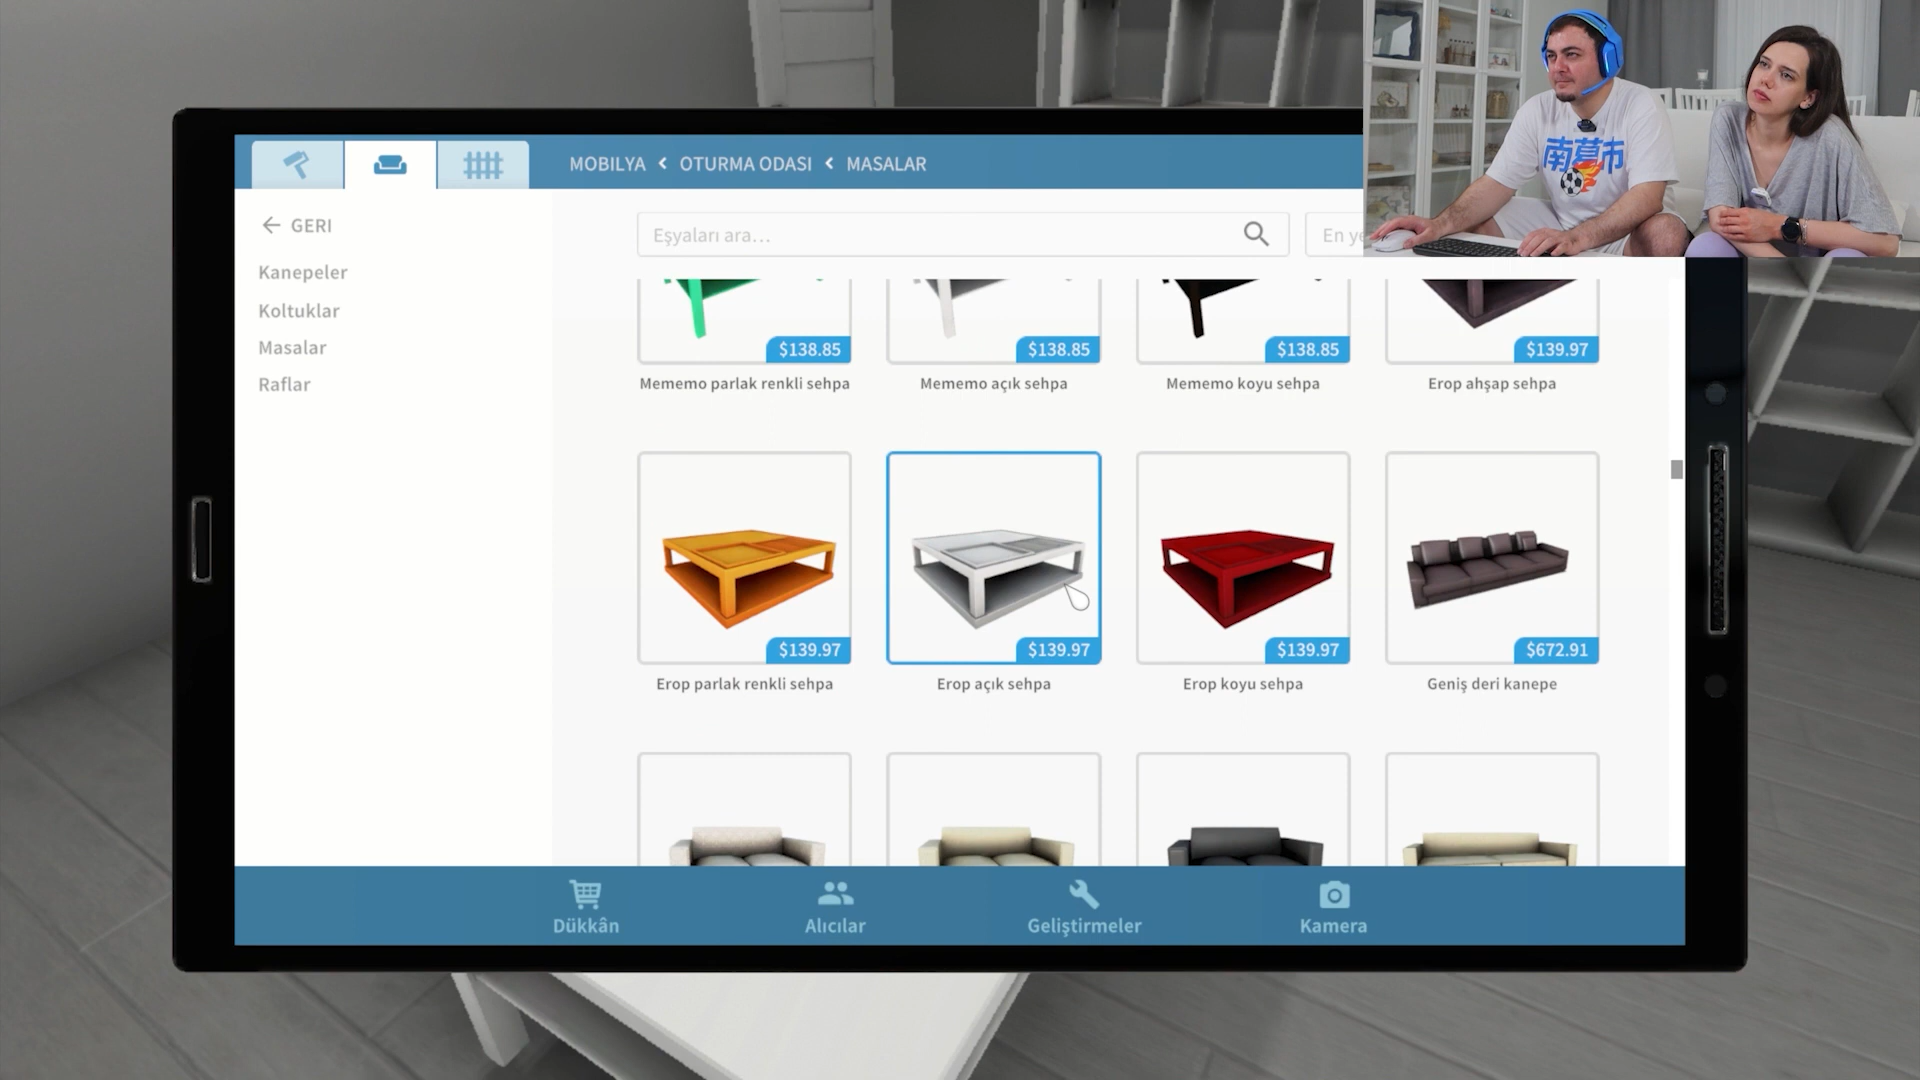 MOBILYA < OTURMA ODASI < MASALAR
GERI
Kanepeler
Koltuklar
Masalar
Raflar
Eşyaları ara...
En ye
$138.85
$138.85
$138.85
$139.97
Mememo parlak renkli sehpa
Mememo açık sehpa
Mememo koyu sehpa
Erop ahşap sehpa
$139.97
$139.97
$139.97
$672.91
Erop parlak renkli sehpa
Erop açık sehpa
Erop koyu sehpa
Geniş deri kanepe
Dükkân
Alıcılar
Geliştirmeler
Kamera
南葛市